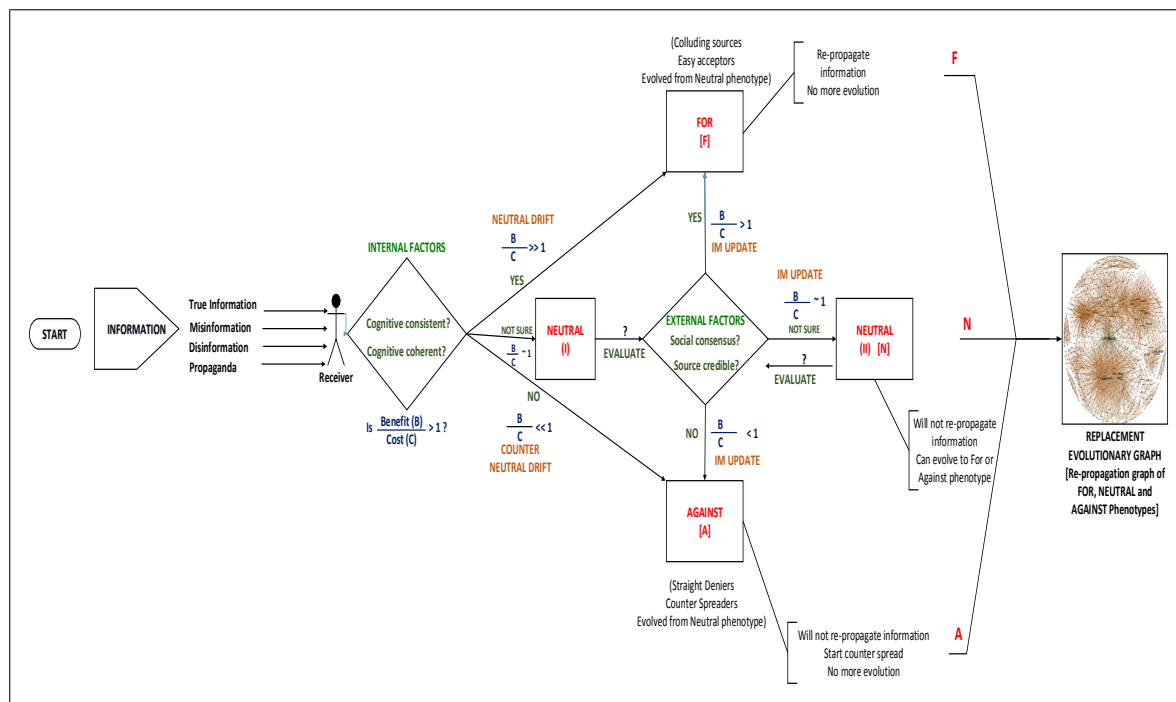 START
INFORMATION
True Information
Misinformation
Disinformation
Propaganda
Receiver
INTERNAL FACTORS
Cognitive consistent?
Cognitive coherent?
Is Benefit (B) > 1 ?
Cost (C)
NEUTRAL DRIFT
B
C >> 1
YES
NOT SURE
B ~ 1
C
NO
B
C << 1
COUNTER
NEUTRAL DRIFT
NEUTRAL
(I)
?
EVALUATE
(Colluding sources
Easy acceptors
Evolved from Neutral phenotype)
FOR
[F]
Re-propagate
information
No more evolution
YES
B
C > 1
IM UPDATE
EXTERNAL FACTORS
Social consensus?
Source credible?
NO
B < 1
C
IM UPDATE
IM UPDATE
B ~ 1
C
NOT SURE
?
EVALUATE
NEUTRAL
(II) [N]
Will not re-propagate
information
Can evolve to For or
Against phenotype
AGAINST
[A]
(Straight Deniers
Counter Spreaders
Evolved from Neutral phenotype)
Will not re-propagate information
Start counter spread
No more evolution
F
N
A
REPLACEMENT
EVOLUTIONARY GRAPH
[Re-propagation graph of
FOR, NEUTRAL and
AGAINST Phenotypes]